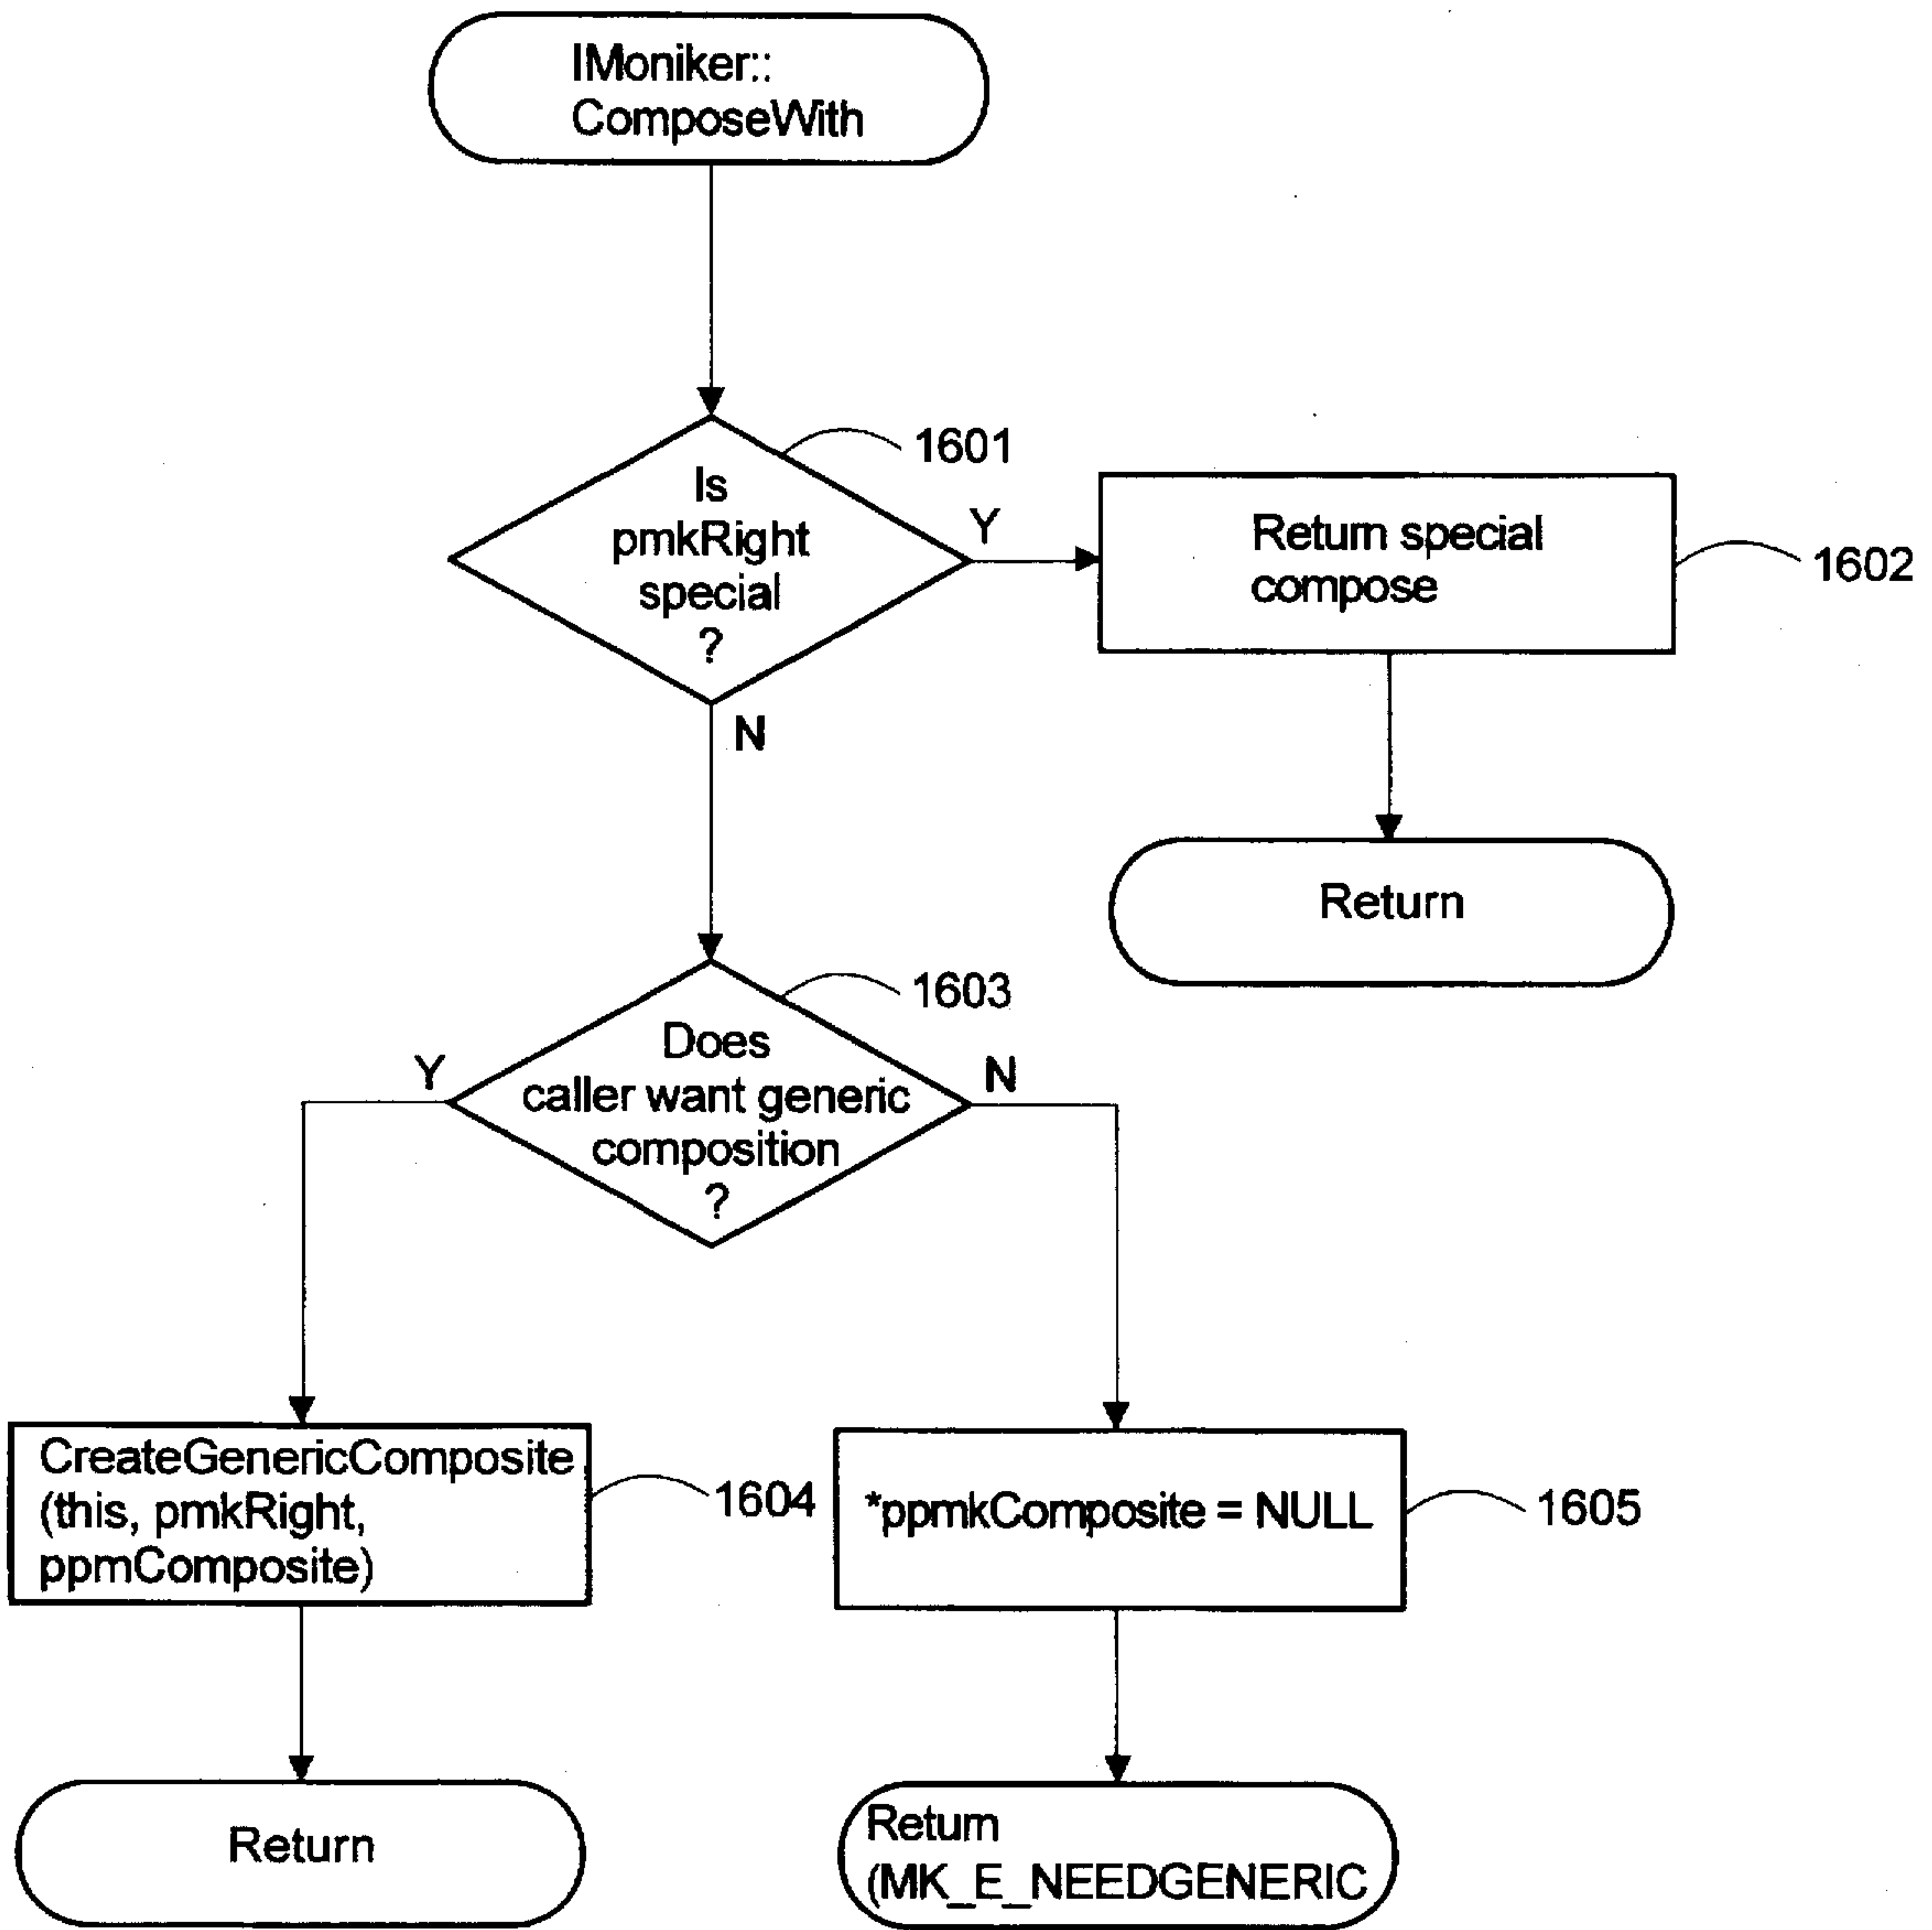 IMoniker::
ComposeWith
1601
Is
pmkRight
special
?
Y
Return special
compose
1602
N
Return
1603
Does
caller want generic
composition
?
Y
N
CreateGenericComposite
(this, pmkRight,
ppmComposite)
1604
*ppmkComposite = NULL
1605
Return
Return
(MK_E_NEEDGENERIC